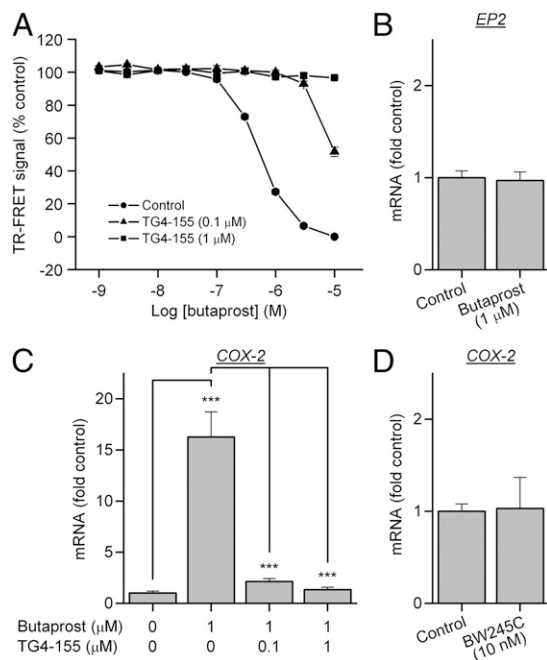 A
TR-FRET signal (% control)
120
100
80
60
40
20
0
-20
Control
TG4-155 (0.1 μM)
TG4-155 (1 μM)
-9 -8 -7 -6 -5
Log [butaprost] (M)
B
EP2
mRNA (fold control)
2
1
0
Control
Butaprost
(1 μM)
C
COX-2
mRNA (fold control)
20
15
10
5
0
***
***
***
Butaprost (μM) 0 1 1 1
TG4-155 (μM) 0 0 0.1 1
D
COX-2
mRNA (fold control)
2
1
0
Control
BW245C
(10 nM)